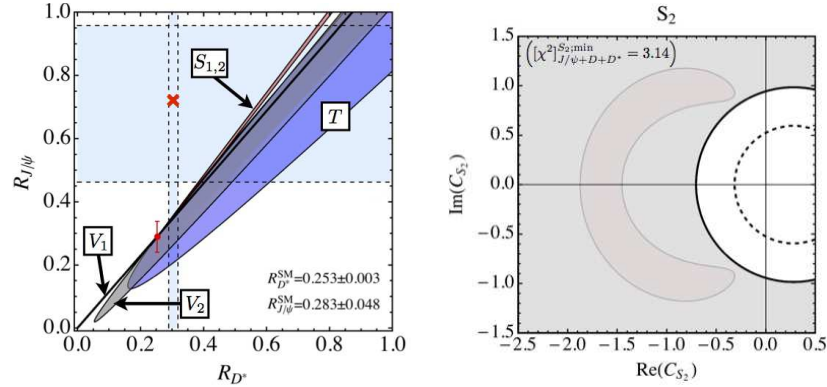 1.0
0.8
0.6
0.4
0.2
0.0
R_{J/ψ}
S_{1,2}
T
V_1
V_2
R_{D*}^{SM}=0.253±0.003
R_{J/ψ}^{SM}=0.283±0.048
0.0 0.2 0.4 0.6 0.8 1.0
R_{D*}
S_2
([χ²]_{J/ψ+D+D*}^{S_2;min} = 3.14)
1.5
1.0
0.5
0.0
-0.5
-1.0
-1.5
Im(C_{S_2})
-2.5 -2.0 -1.5 -1.0 -0.5 0.0 0.5
Re(C_{S_2})